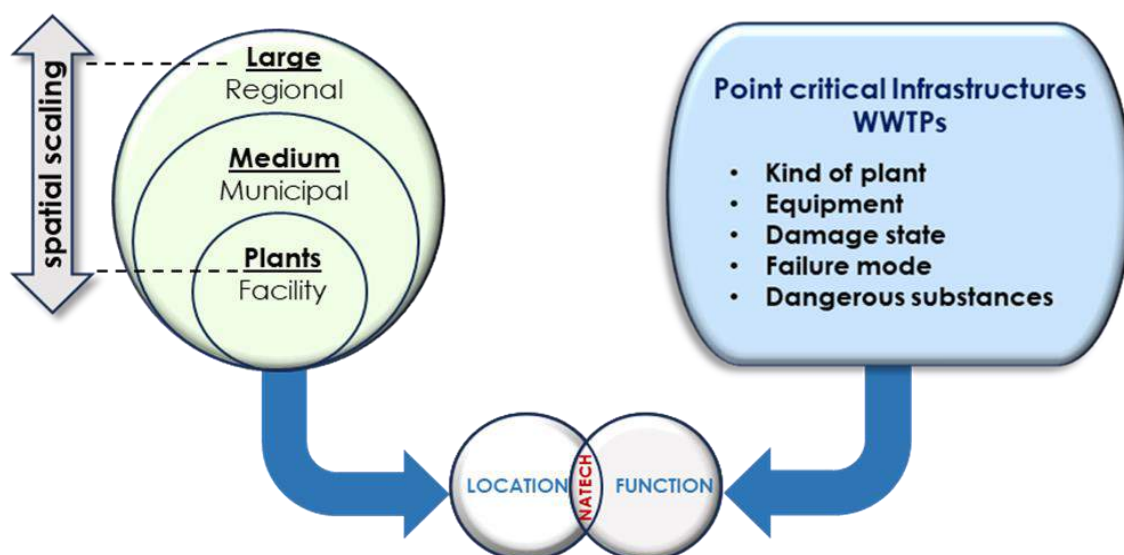 spatial scaling
Large
Regional
Medium
Municipal
Plants
Facility
Point critical Infrastructures
WWTPs
• Kind of plant
• Equipment
• Damage state
• Failure mode
• Dangerous substances
LOCATION
NATECH
FUNCTION